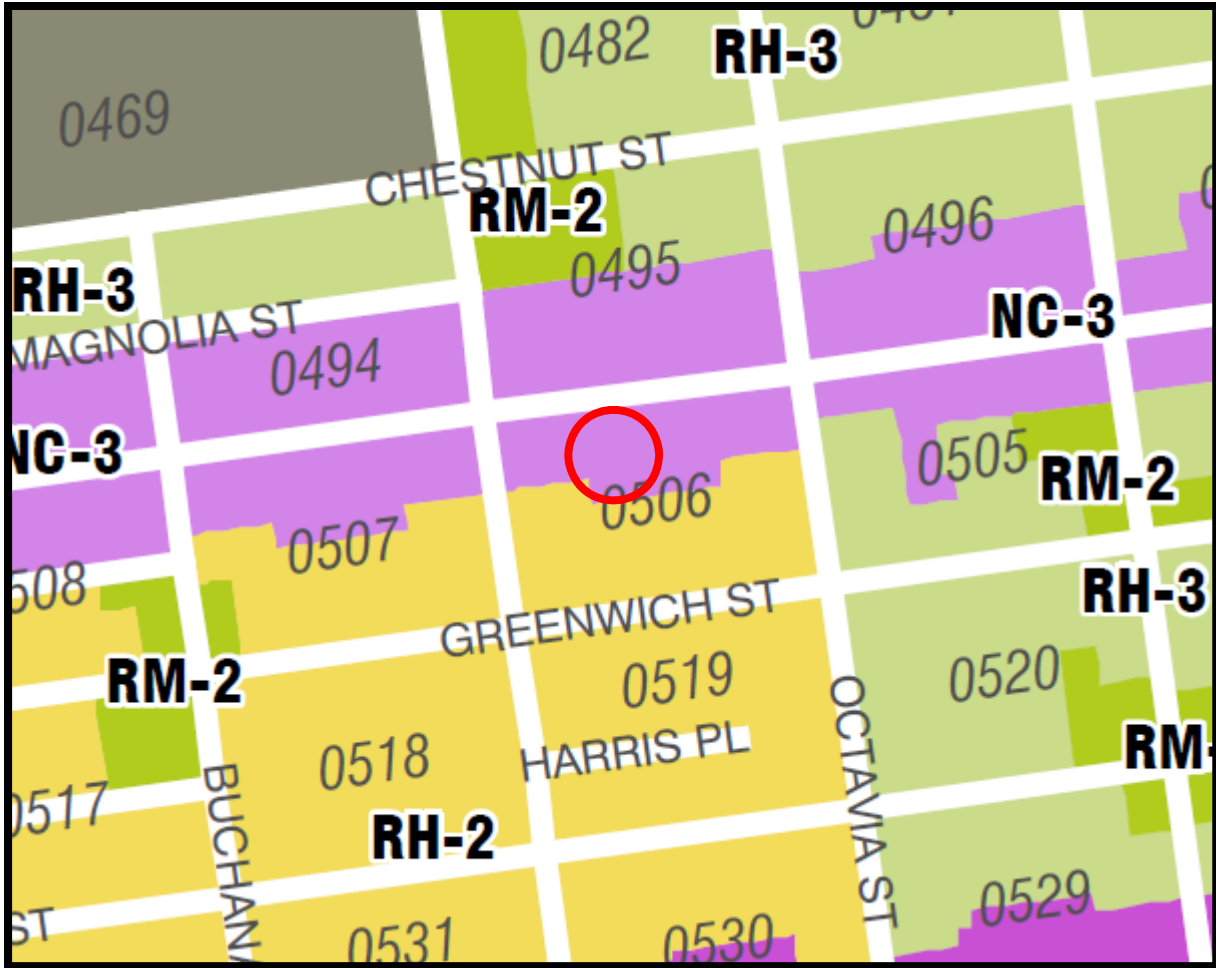 0482
RH-3
0469
CHESTNUT ST
RM-2
0496
0495
RH-3
NC-3
MAGNOLIA ST
0494
NC-3
0505
RM-2
0506
0507
508
RH-3
GREENWICH ST
RM-2
0519
0520
OCTAVIA ST
HARRIS PL
0518
RM-
0517
BUCHANA
RH-2
0529
ST
0531
0530